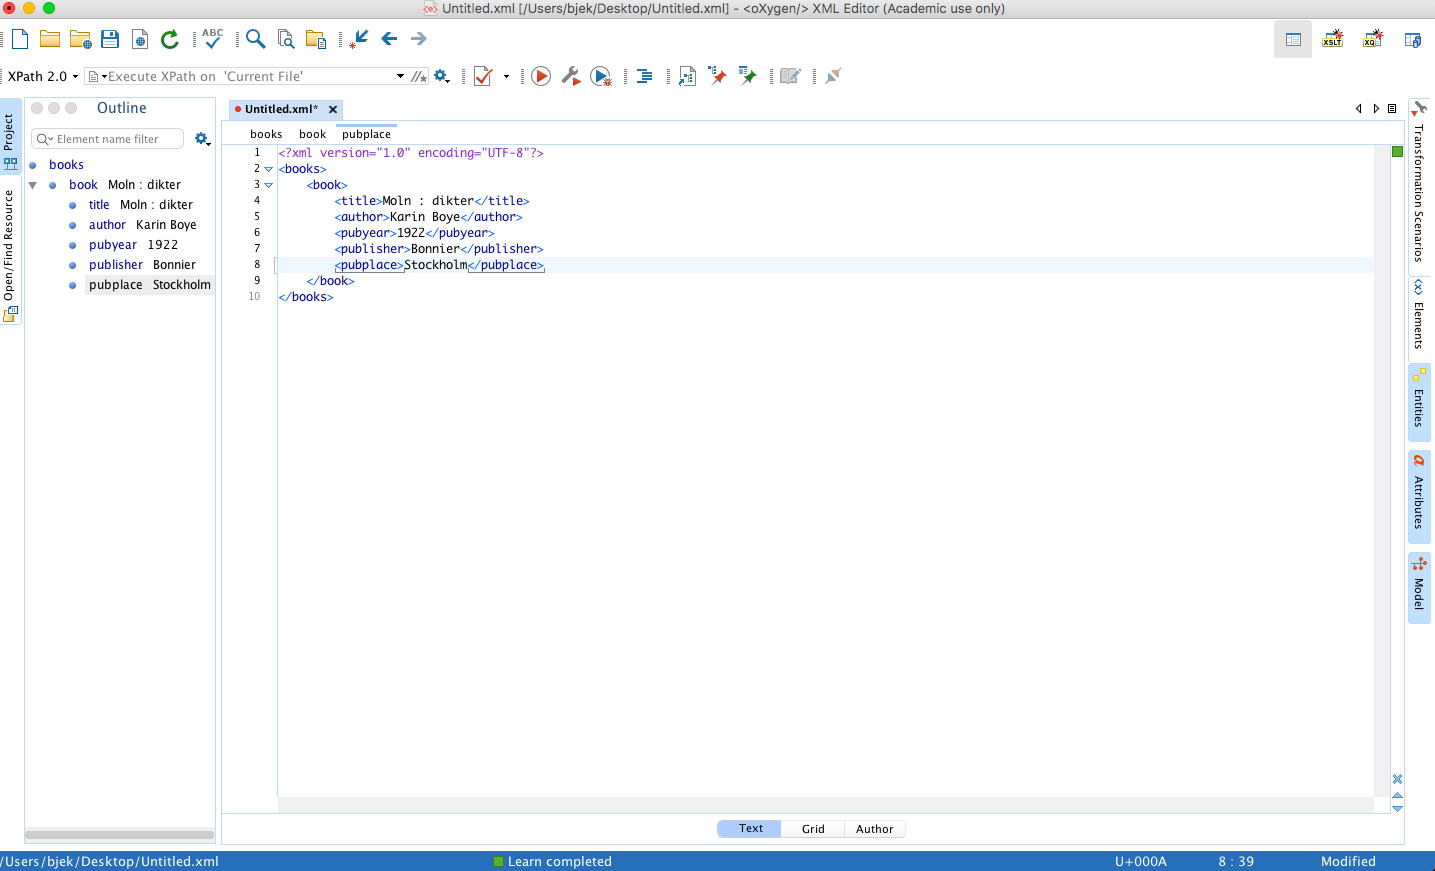 Untitled.xml [/Users/bjek/Desktop/Untitled.xml] - <oXygen/> XML Editor (Academic use only)
ABC
XSLT
XQ
XPath 2.0
Execute XPath on 'Current File'
Project
Open/Find Resource
Outline
Element name filter
books
book Moln : dikter
title Moln : dikter
author Karin Boye
pubyear 1922
publisher Bonnier
pubplace Stockholm
Untitled.xml*
books book pubplace
1 <?xml version="1.0" encoding="UTF-8"?>
2 <books>
3 <book>
4 <title>Moln : dikter</title>
5 <author>Karin Boye</author>
6 <pubyear>1922</pubyear>
7 <publisher>Bonnier</publisher>
8 <pubplace>Stockholm</pubplace>
9 </book>
10 </books>
Transformation Scenarios
Elements
Entities
Attributes
Model
Text Grid Author
/Users/bjek/Desktop/Untitled.xml Learn completed U+000A 8 : 39 Modified